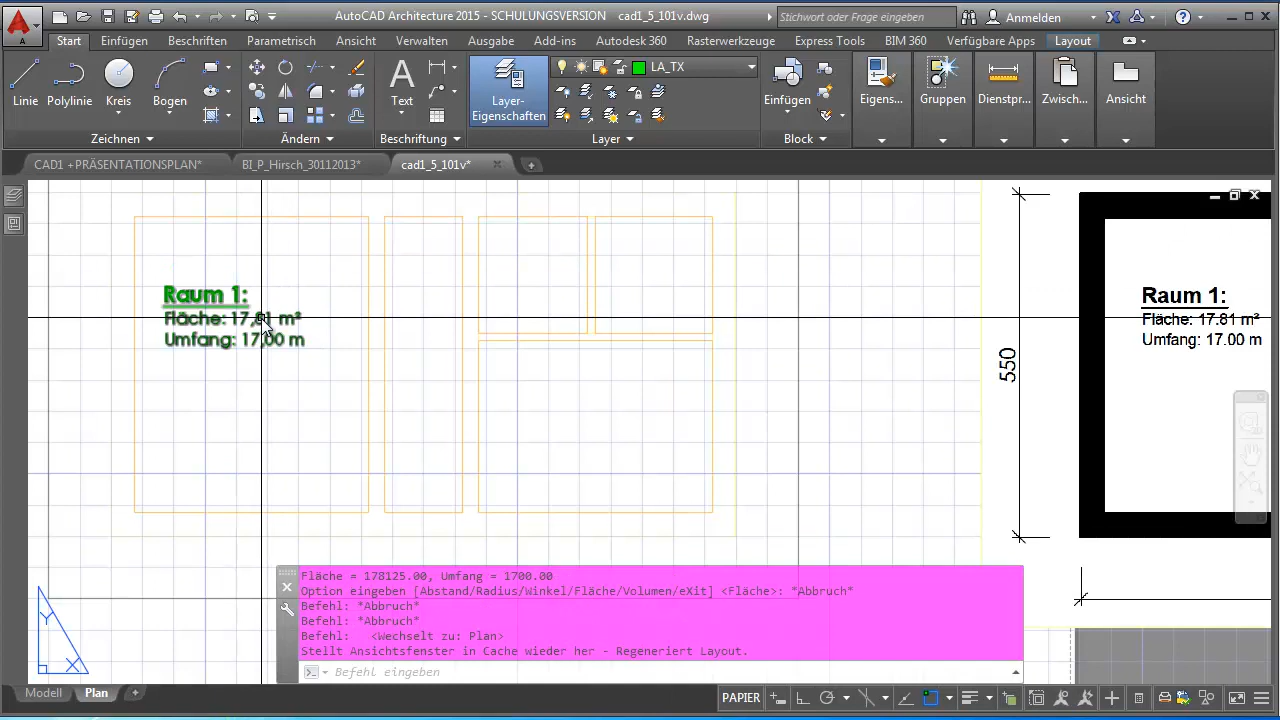 AutoCAD Architecture 2015 - SCHULUNGSVERSION cad1_5_101v.dwg
Stichwort oder Frage eingeben
Anmelden
A
Start Einfügen Beschriften Parametrisch Ansicht Verwalten Ausgabe Add-ins Autodesk 360 Rasterwerkzeuge Express Tools BIM 360 Verfügbare Apps Layout
Linie Polylinie Kreis Bogen
Text
Layer-
Eigenschaften
LA_TX
Einfügen
Eigens... Gruppen Dienstpr... Zwisch... Ansicht
Zeichnen Ändern Beschriftung Layer Block
CAD1 +PRÄSENTATIONSPLAN* BI_P_Hirsch_30112013* cad1_5_101v*
Raum 1:
Fläche: 17,81 m²
Umfang: 17,00 m
550
Raum 1:
Fläche: 17.81 m²
Umfang: 17.00 m
Y
X
Fläche = 178125.00, Umfang = 1700.00
Option eingeben [Abstand/Radius/Winkel/Fläche/Volumen/eXit] <Fläche>: *Abbruch*
Befehl: *Abbruch*
Befehl: *Abbruch*
Befehl: <Wechselt zu: Plan>
Stellt Ansichtsfenster in Cache wieder her - Regeneriert Layout.
Befehl eingeben
Modell Plan
PAPIER